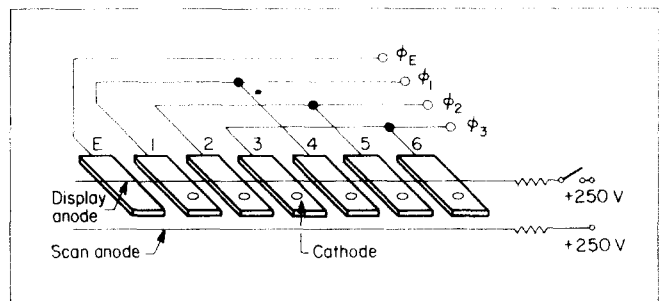 ϕE
ϕ1
ϕ2
ϕ3
E 1 2 3 4 5 6
Display anode
+250 V
Scan anode
Cathode
+250 V